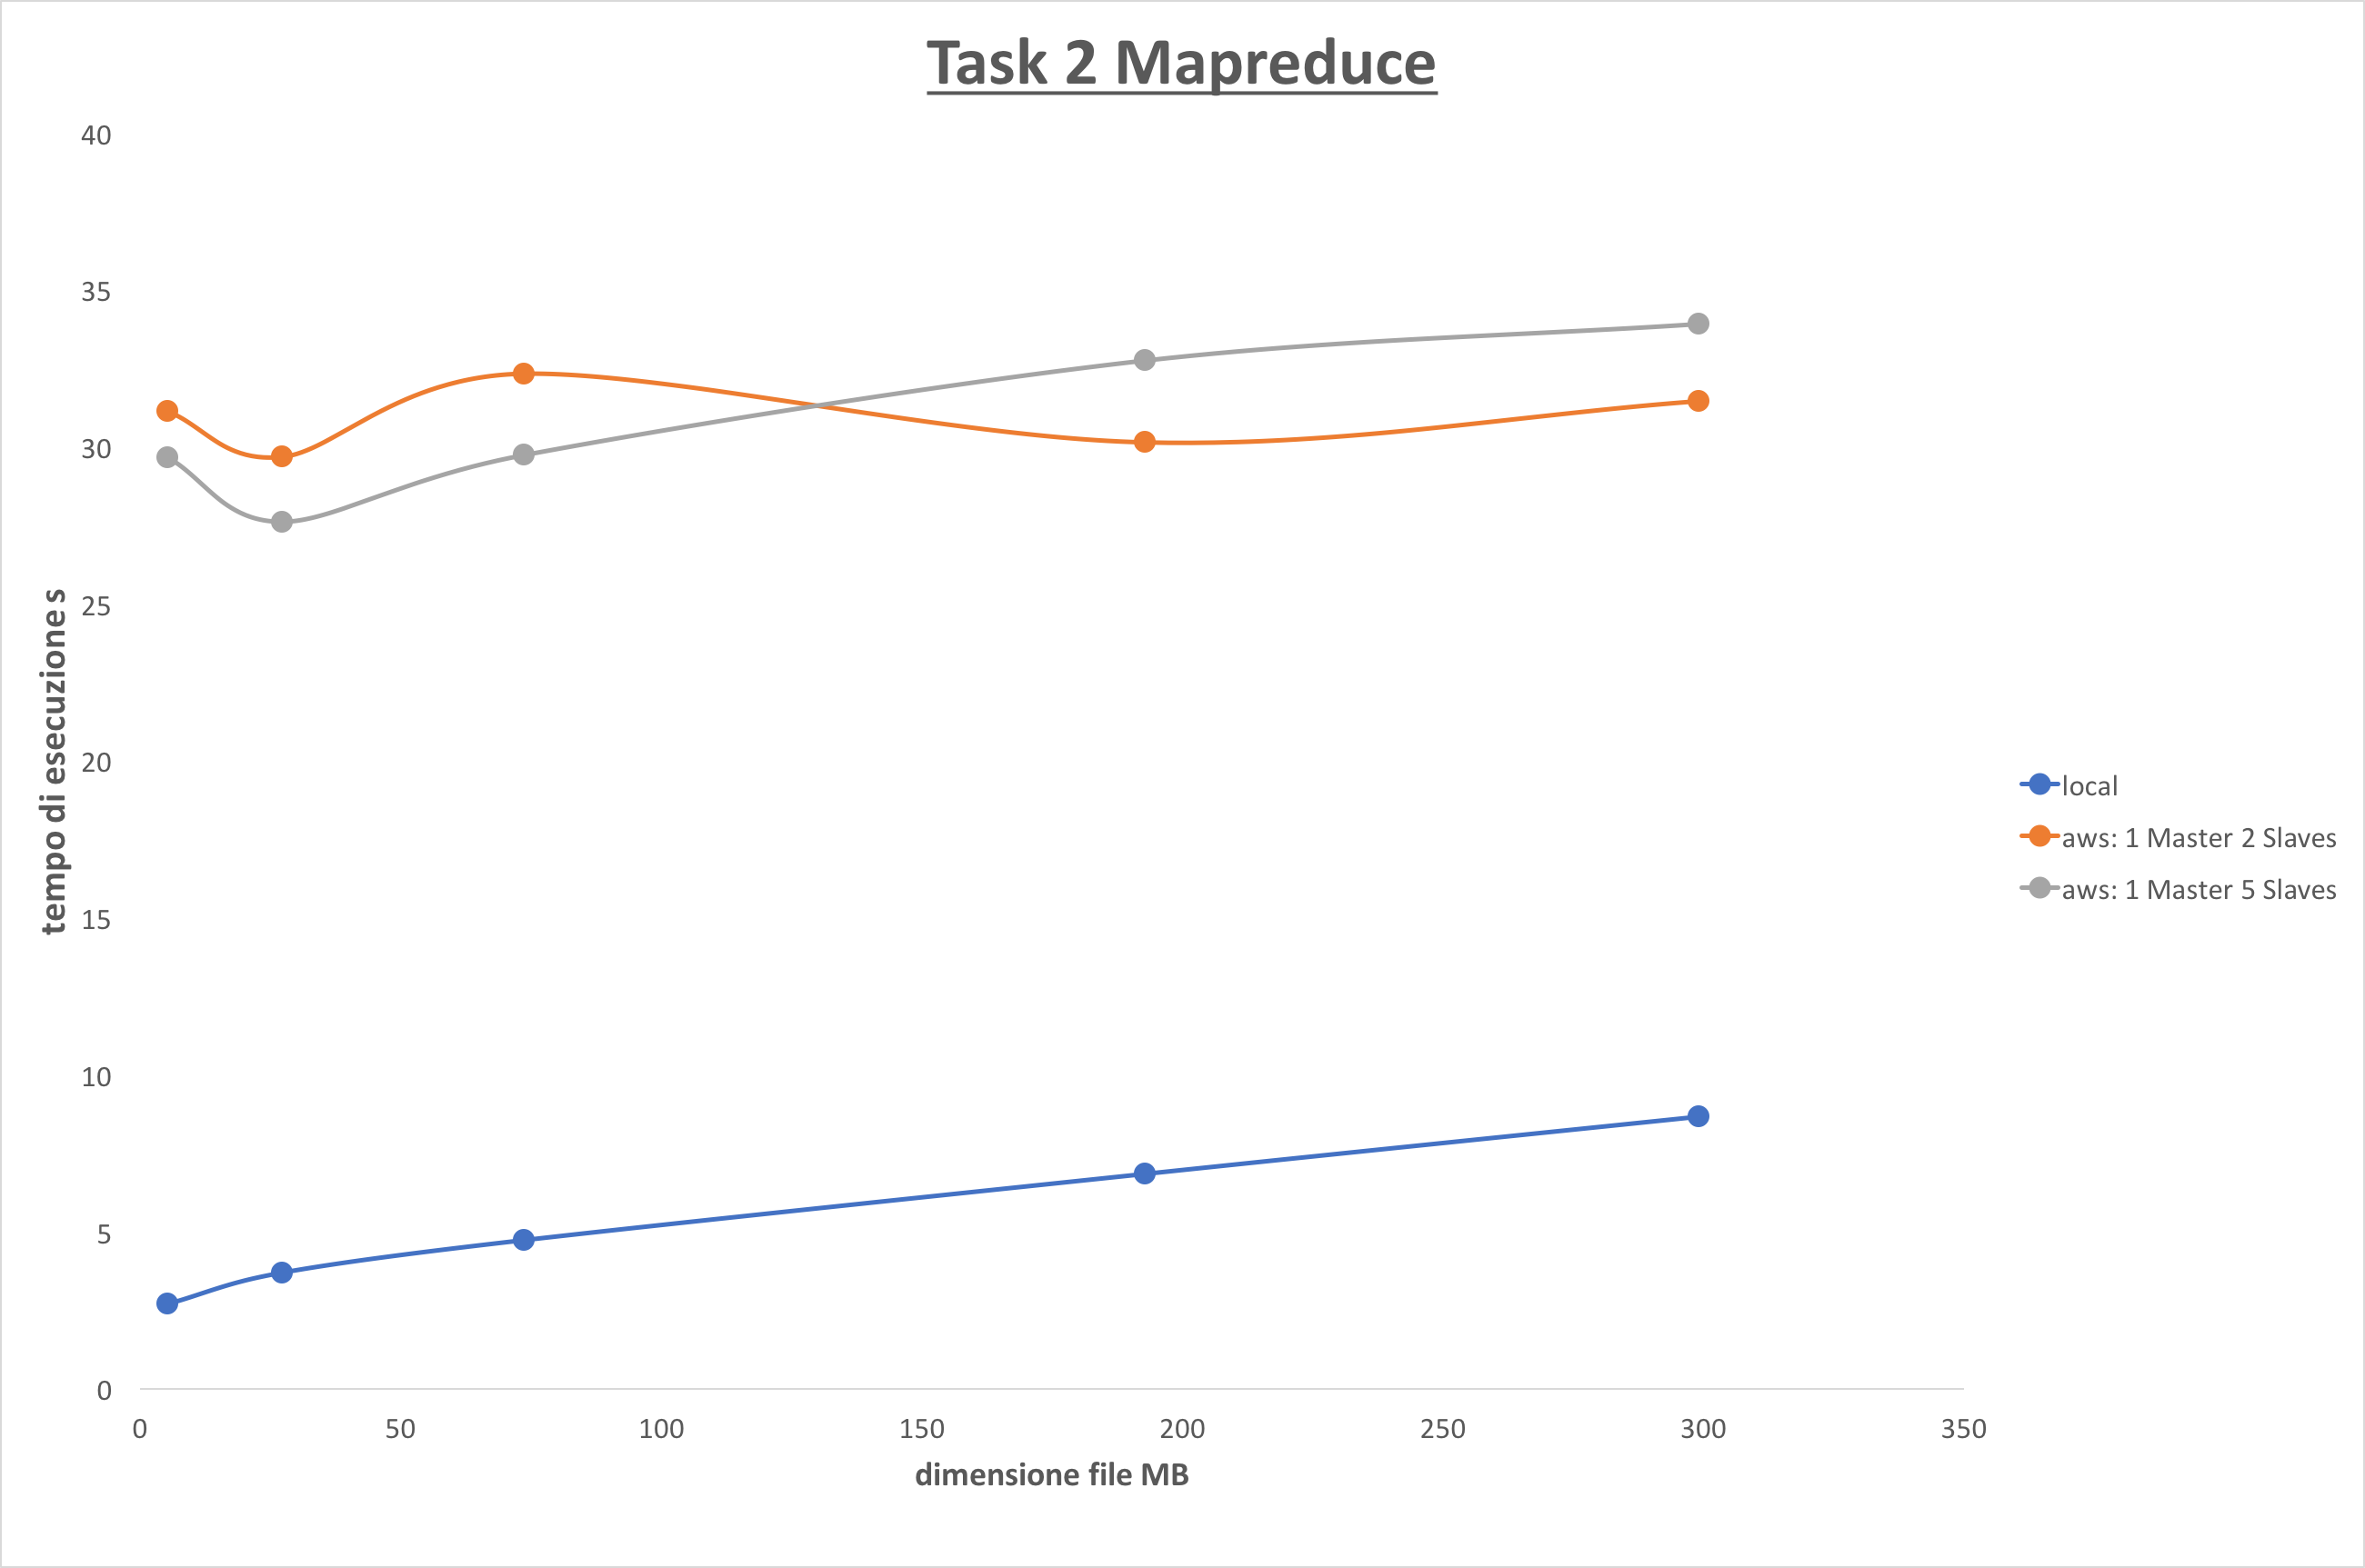 Task 2 Mapreduce
40
35
30
25
20
15
10
5
0
tempo di esecuzione s
0 50 100 150 200 250 300 350
dimensione file MB
local
aws: 1 Master 2 Slaves
aws: 1 Master 5 Slaves